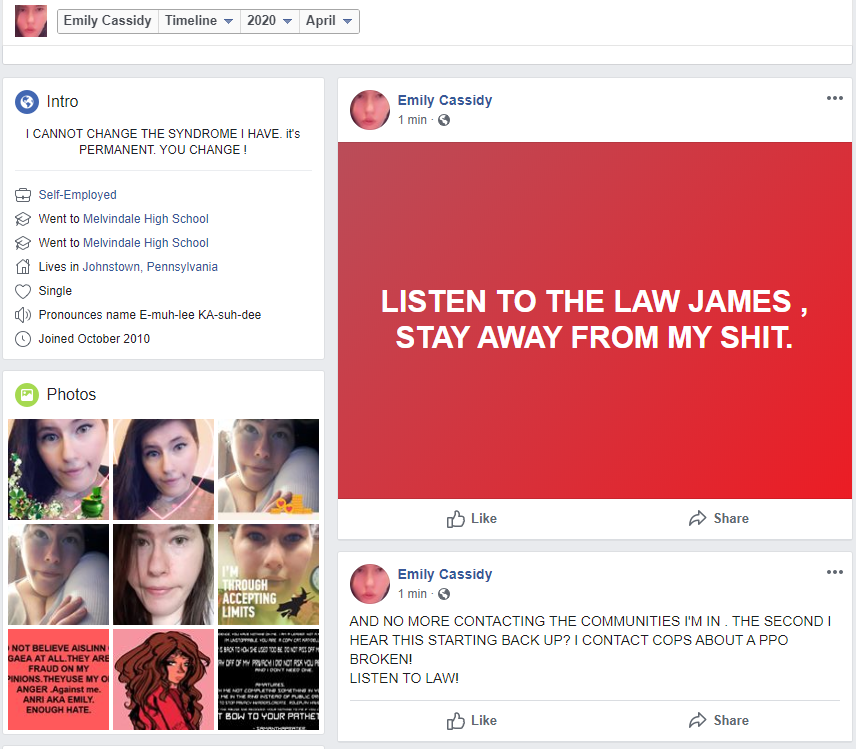 Emily Cassidy
Timeline
2020
April
Intro
I CANNOT CHANGE THE SYNDROME I HAVE. it's
PERMANENT. YOU CHANGE !
Self-Employed
Went to Melvindale High School
Went to Melvindale High School
Lives in Johnstown, Pennsylvania
Single
Pronounces name E-muh-lee KA-suh-dee
Joined October 2010
Photos
I'M
THROUGH
ACCEPTING
LIMITS
NOT BELIEVE AISLINN
GAEA AT ALL.THEY ARE
FRAUD ON MY
PINIONS.THEYUSE MY O
ANGER .Against me.
ANRI AKA EMILY.
ENOUGH HATE.
T BOW TO YOUR PATHET
Emily Cassidy
1 min
LISTEN TO THE LAW JAMES ,
STAY AWAY FROM MY SHIT.
Like
Share
Emily Cassidy
1 min
AND NO MORE CONTACTING THE COMMUNITIES I'M IN . THE SECOND I
HEAR THIS STARTING BACK UP? I CONTACT COPS ABOUT A PPO
BROKEN!
LISTEN TO LAW!
Like
Share